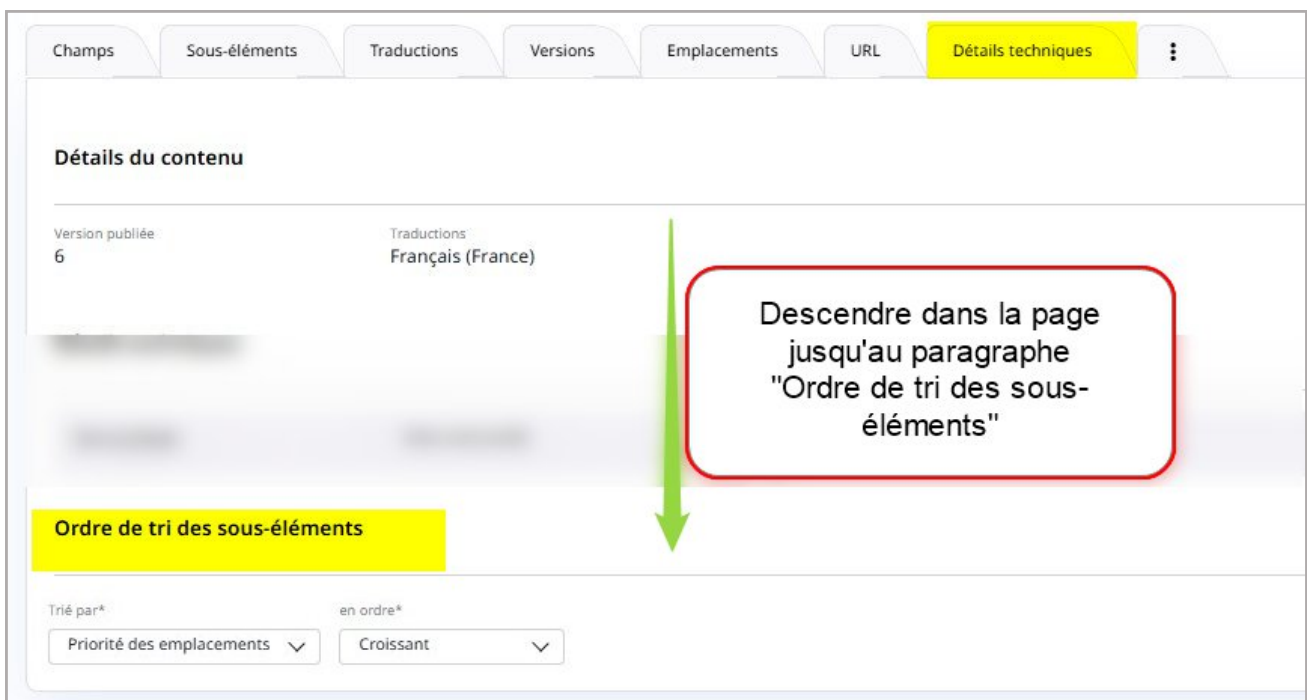 Champs Sous-éléments Traductions Versions Emplacements URL Détails techniques
Détails du contenu
Version publiée Traductions
6 Français (France)
Descendre dans la page
jusqu'au paragraphe
"Ordre de tri des sous-
éléments"
Ordre de tri des sous-éléments
Trié par* en ordre*
Priorité des emplacements Croissant